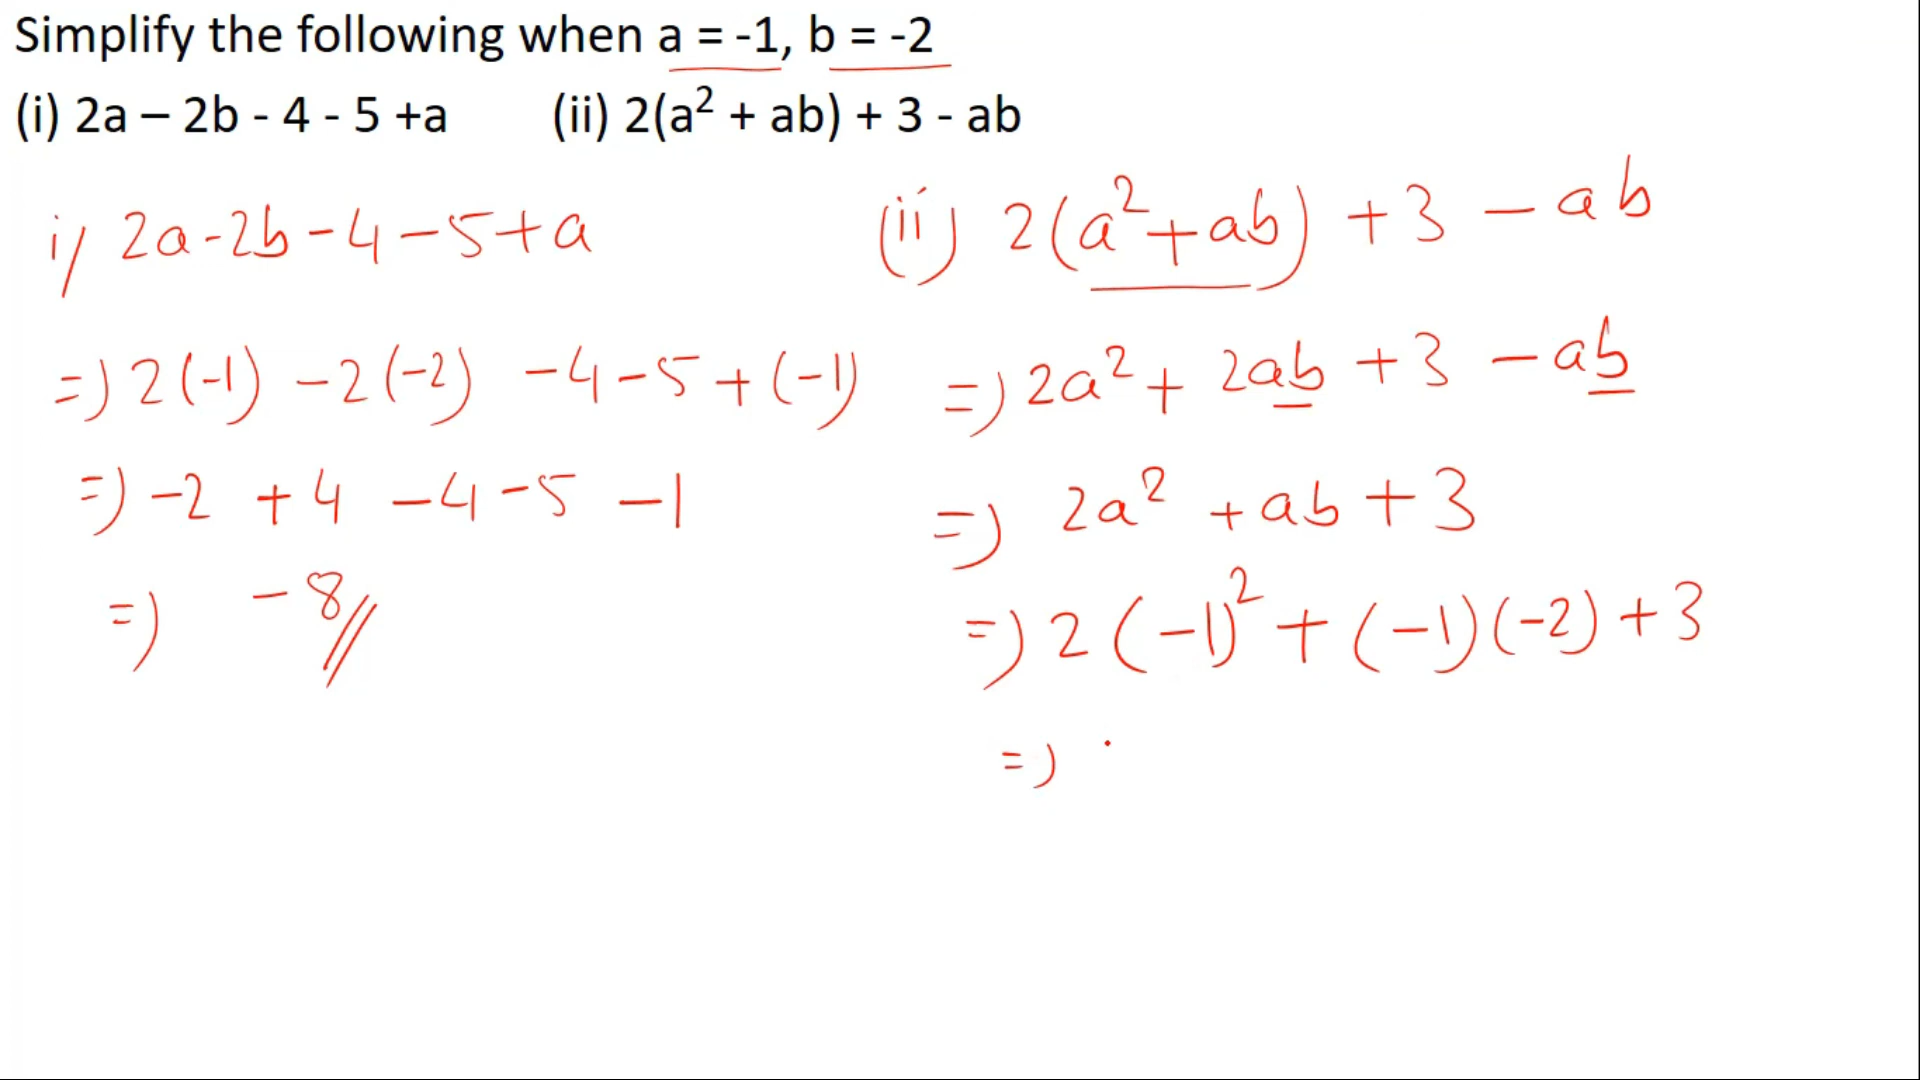 Simplify the following when a = -1, b = -2
(i) 2a – 2b - 4 - 5 +a (ii) 2(a² + ab) + 3 - ab
i) 2a - 2b - 4 - 5 + a
=) 2(-1) - 2(-2) - 4 - 5 + (-1)
=) -2 + 4 - 4 - 5 - 1
=) - 8 //
(ii) 2(a² + ab) + 3 - ab
=) 2a² + 2ab + 3 - ab
=) 2a² + ab + 3
=) 2(-1)² + (-1)(-2) + 3
=)